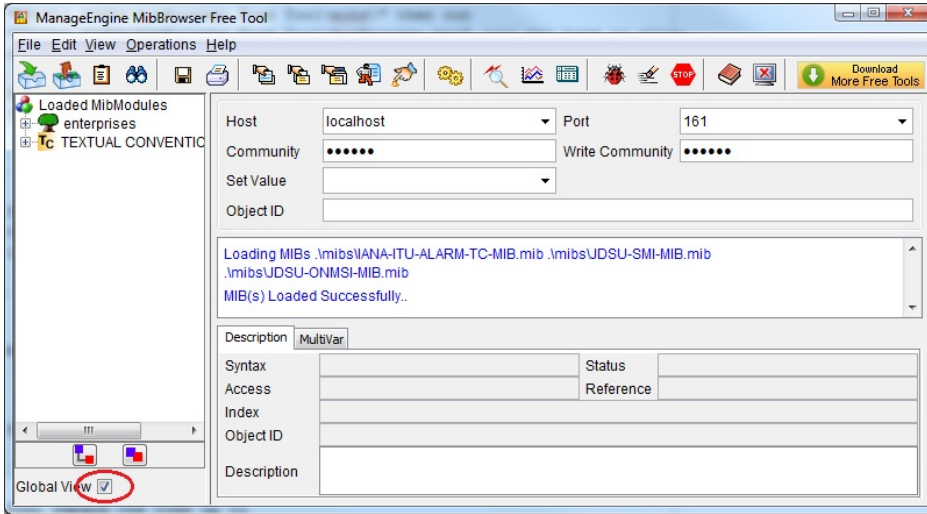 ManageEngine MibBrowser Free Tool
File Edit View Operations Help
STOP
Download
More Free Tools
Loaded MibModules
enterprises
Tc TEXTUAL CONVENTIC
Global View
Host localhost Port 161
Community •••••• Write Community ••••••
Set Value
Object ID
Loading MIBs .\mibs\IANA-ITU-ALARM-TC-MIB.mib .\mibs\JDSU-SMI-MIB.mib
.\mibs\JDSU-ONMSI-MIB.mib
MIB(s) Loaded Successfully..
Description MultiVar
Syntax Status
Access Reference
Index
Object ID
Description